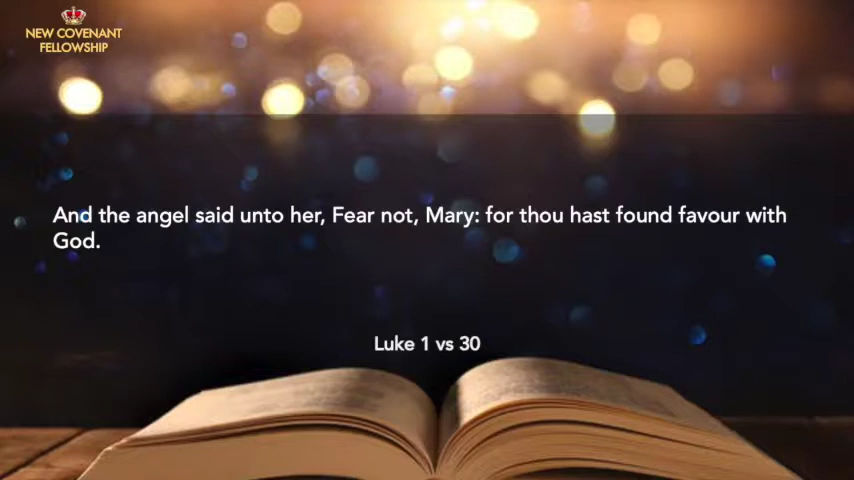 NEW COVENANT
FELLOWSHIP
And the angel said unto her, Fear not, Mary: for thou hast found favour with
God.
Luke 1 vs 30